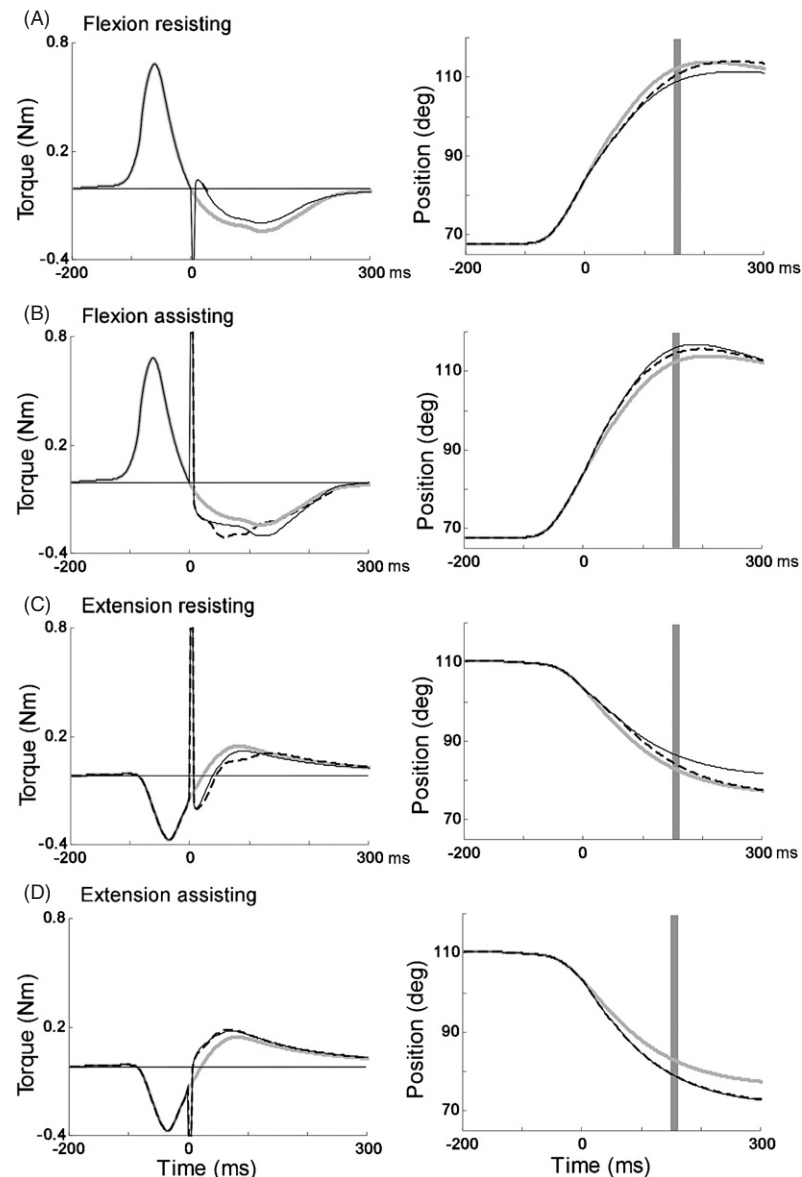 (A) Flexion resisting
0.8
0.2
-0.4
Torque (Nm)
-200 0 300 ms
110
90
70
Position (deg)
-200 0 300 ms
(B) Flexion assisting
0.8
0.2
-0.4
Torque (Nm)
-200 0 300 ms
110
90
70
Position (deg)
-200 0 300 ms
(C) Extension resisting
0.8
0.2
-0.4
Torque (Nm)
-200 0 300 ms
110
90
70
Position (deg)
-200 0 300 ms
(D) Extension assisting
0.8
0.2
-0.4
Torque (Nm)
-200 0 300
Time (ms)
110
90
70
Position (deg)
-200 0 300
Time (ms)